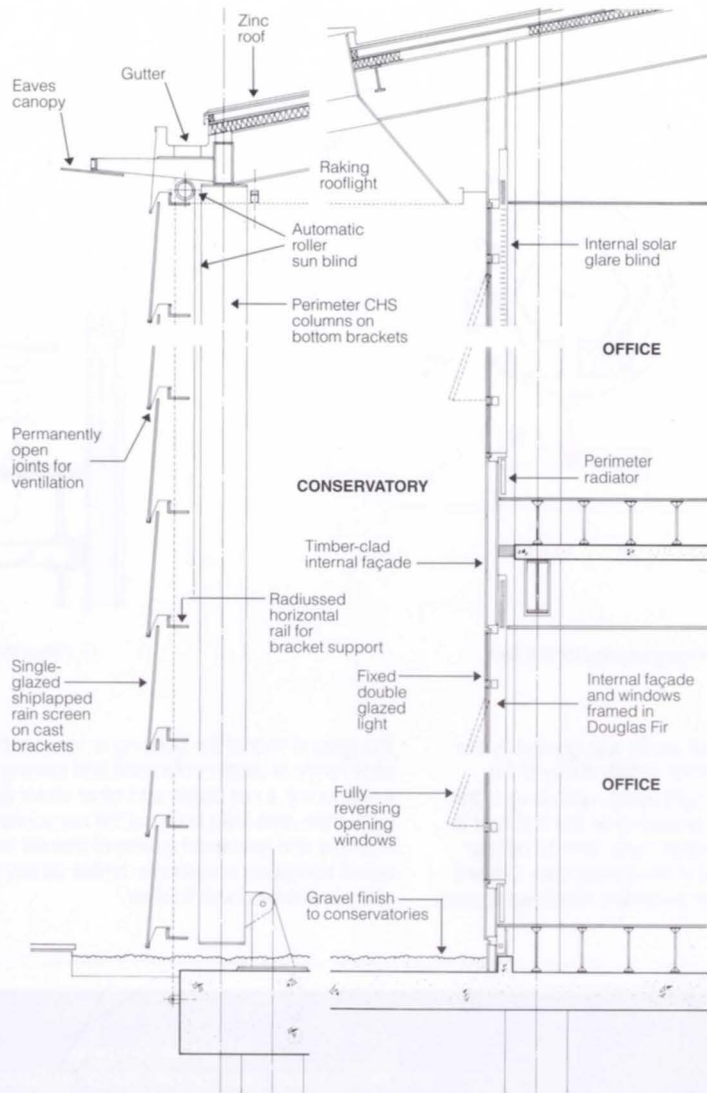 Zinc
roof
Gutter
Eaves
canopy
Raking
rooflight
Automatic
roller
sun blind
Internal solar
glare blind
Perimeter CHS
columns on
bottom brackets
OFFICE
Permanently
open
joints for
ventilation
CONSERVATORY
Perimeter
radiator
Timber-clad
internal façade
Radiussed
horizontal
rail for
bracket support
Single-
glazed
shiplapped
rain screen
on cast
brackets
Fixed
double
glazed
light
Internal façade
and windows
framed in
Douglas Fir
Fully
reversing
opening
windows
OFFICE
Gravel finish
to conservatories